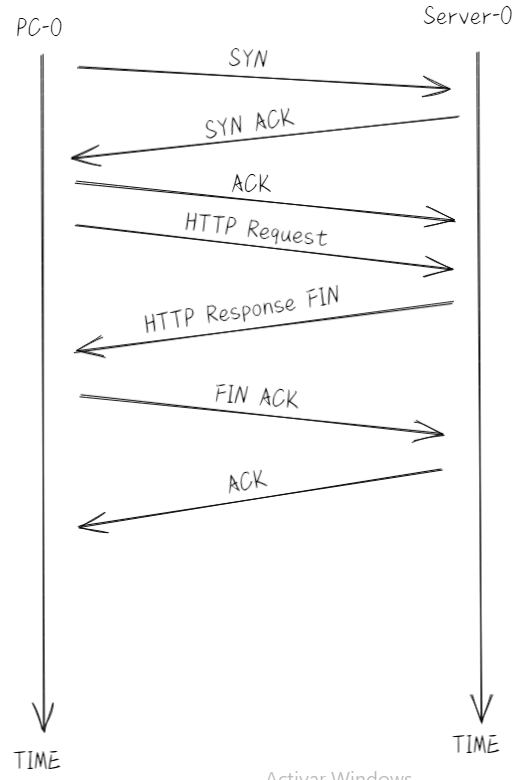 PC-0
Server-0
SYN
SYN ACK
ACK
HTTP Request
HTTP Response FIN
FIN ACK
ACK
TIME
TIME
Activar Windows